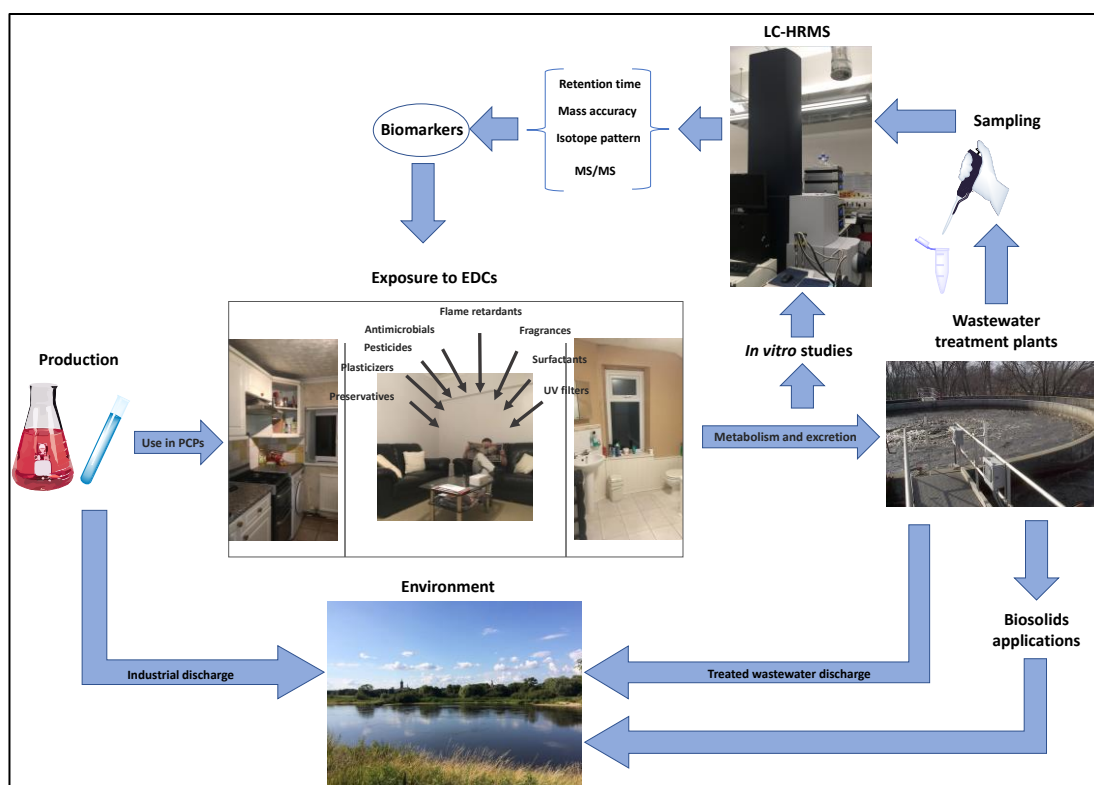 LC-HRMS
Retention time
Mass accuracy
Isotope pattern
MS/MS
Biomarkers
Sampling
Exposure to EDCs
Flame retardants
Antimicrobials
Fragrances
Pesticides
Surfactants
Plasticizers
UV filters
Preservatives
Production
Use in PCPs
In vitro studies
Wastewater
treatment plants
Metabolism and excretion
Environment
Biosolids
applications
Industrial discharge
Treated wastewater discharge